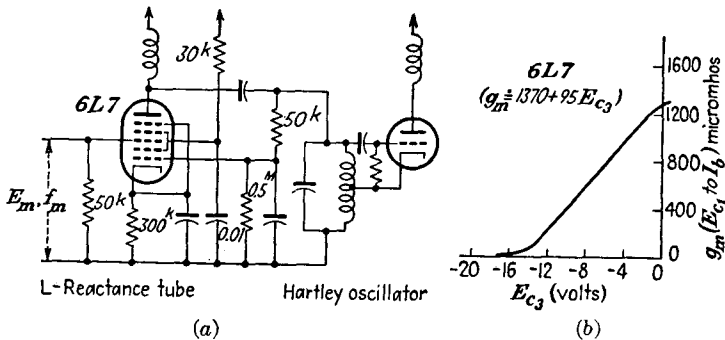 30k
6L7
50k
E_m, f_m
50k
300k
0.01
0.5 M
L-Reactance tube
Hartley oscillator
(a)
6L7
(g_m ≐ 1370+95E_c3)
1600
1200
800
400
0
g_m (E_c1 to I_b) micromhos
-20 -16 -12 -8 -4 0
E_c3 (volts)
(b)